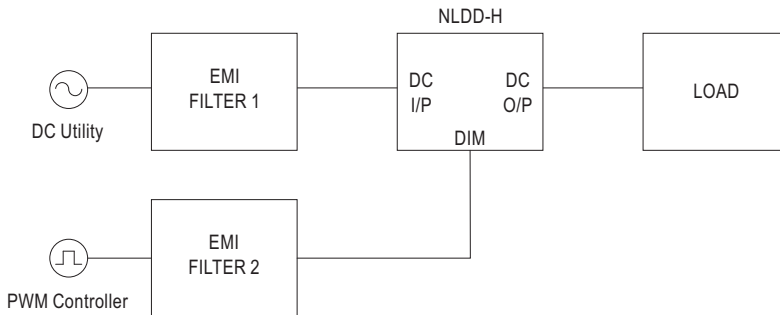 NLDD-H
EMI
FILTER 1
DC
I/P
DC
O/P
DIM
LOAD
DC Utility
EMI
FILTER 2
PWM Controller